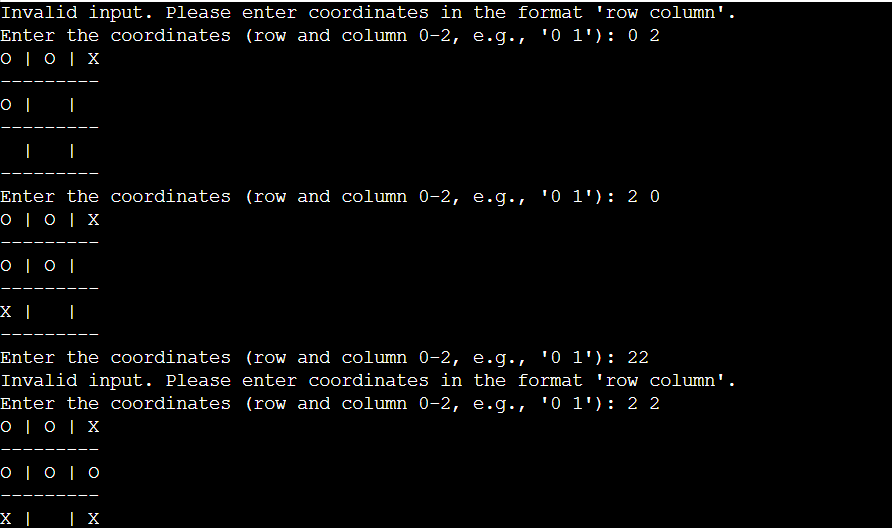 Invalid input. Please enter coordinates in the format 'row column'.
Enter the coordinates (row and column 0-2, e.g., '0 1'): 0 2
O | O | X
---------
O |   |
---------
  |   |
---------
Enter the coordinates (row and column 0-2, e.g., '0 1'): 2 0
O | O | X
---------
O | O |
---------
X |   |
---------
Enter the coordinates (row and column 0-2, e.g., '0 1'): 22
Invalid input. Please enter coordinates in the format 'row column'.
Enter the coordinates (row and column 0-2, e.g., '0 1'): 2 2
O | O | X
---------
O | O | O
---------
X |   | X